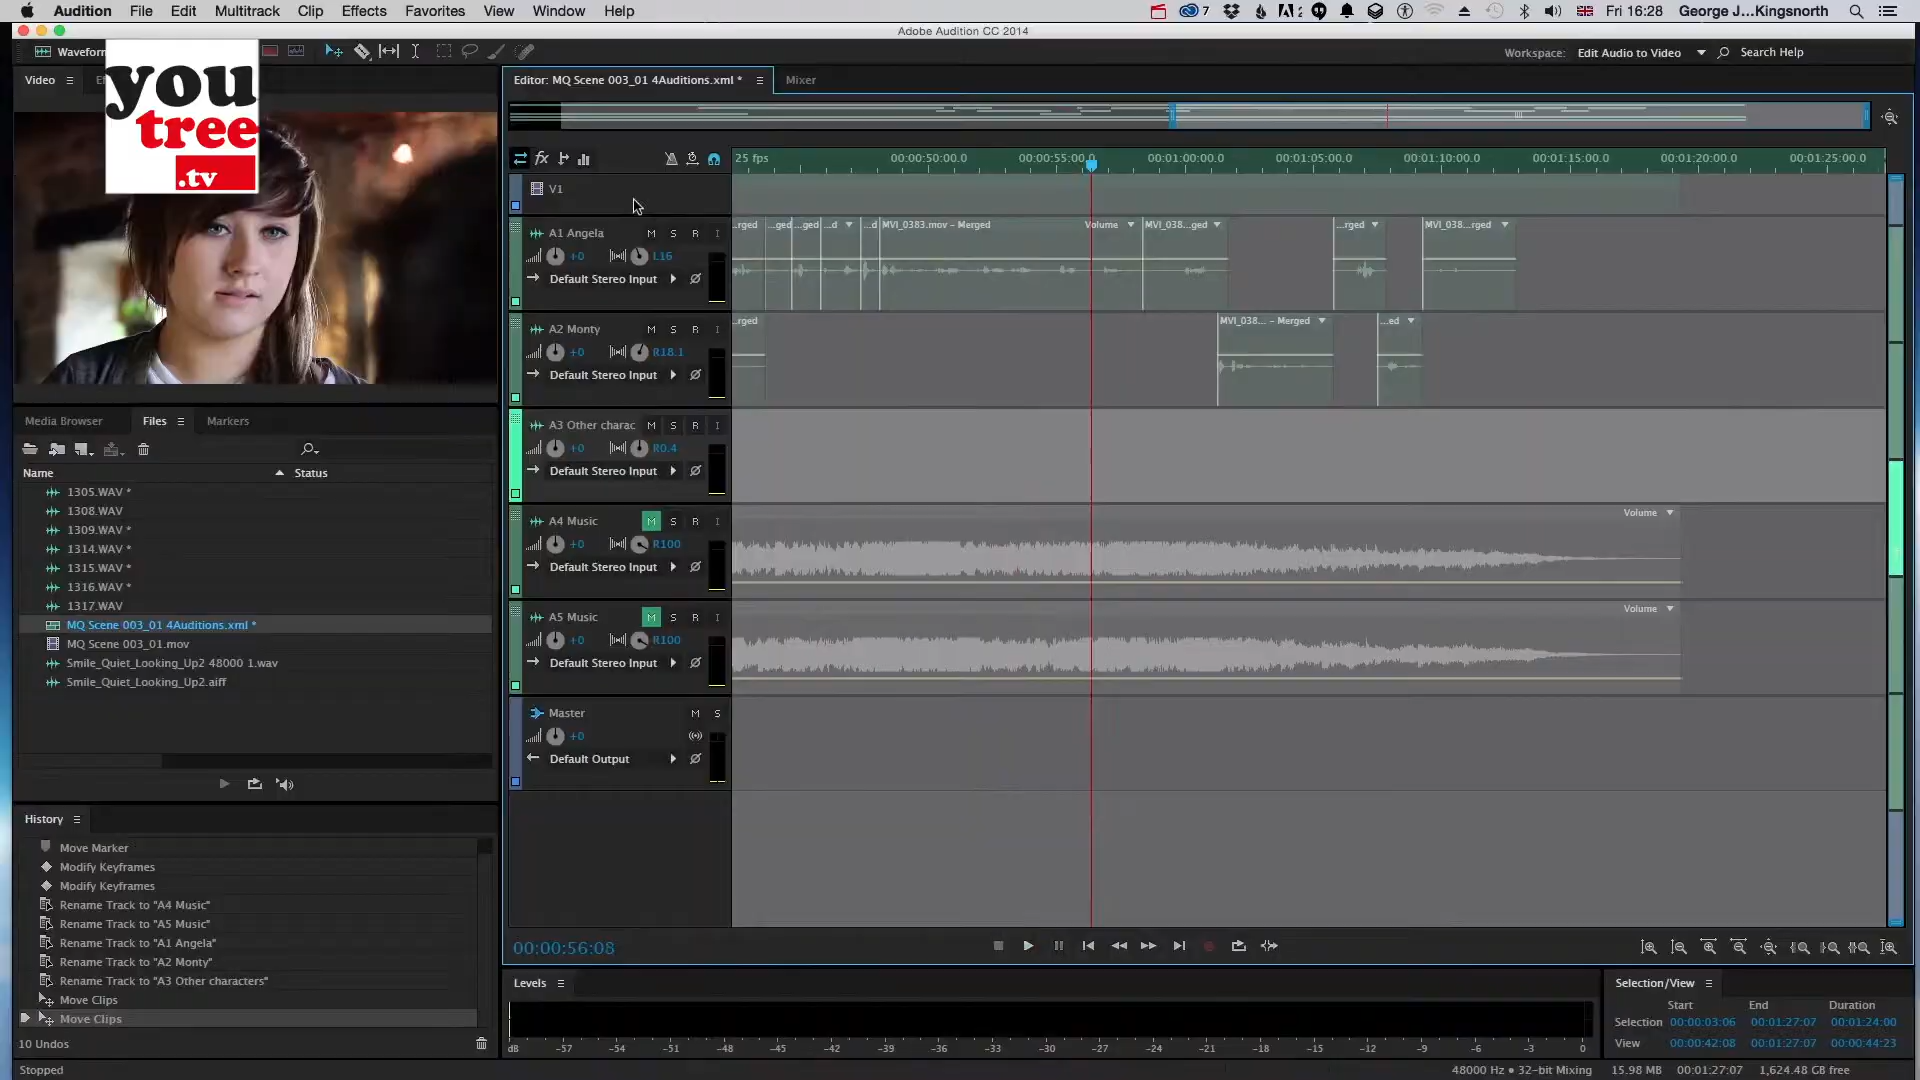 Audition File Edit Multitrack Clip Effects Favorites View Window Help
7 2 Fri 16:28 George J...Kingsnorth
Adobe Audition CC 2014
Wavefor
Workspace: Edit Audio to Video Search Help
you
tree
.tv
Video
Editor: MQ Scene 003_01 4Auditions.xml *
Mixer
fx
25 fps 00:00:50:00.0 00:00:55:00.0 00:01:00:00.0 00:01:05:00.0 00:01:10:00.0 00:01:15:00.0 00:01:20:00.0 00:01:25:00.0
V1
A1 Angela M S R I
+0 L16
Default Stereo Input
...rged ...ged ...ged ...d ...d MVI_0383.mov - Merged Volume MVI_038...ged ...rged MVI_038...rged
A2 Monty M S R I
+0 R18.1
Default Stereo Input
...rged MVI_038... - Merged ...ed
A3 Other charac M S R I
+0 R0.4
Default Stereo Input
A4 Music M S R I
+0 R100
Default Stereo Input
Volume
A5 Music M S R I
+0 R100
Default Stereo Input
Volume
Master M S
+0
Default Output
00:00:56:08
Media Browser Files Markers
Name Status
1305.WAV *
1308.WAV
1309.WAV *
1314.WAV *
1315.WAV *
1316.WAV *
1317.WAV
MQ Scene 003_01 4Auditions.xml *
MQ Scene 003_01.mov
Smile_Quiet_Looking_Up2 48000 1.wav
Smile_Quiet_Looking_Up2.aiff
History
Move Marker
Modify Keyframes
Modify Keyframes
Rename Track to "A4 Music"
Rename Track to "A5 Music"
Rename Track to "A1 Angela"
Rename Track to "A2 Monty"
Rename Track to "A3 Other characters"
Move Clips
Move Clips
10 Undos
Stopped
Levels
dB -57 -54 -51 -48 -45 -42 -39 -36 -33 -30 -27 -24 -21 -18 -15 -12 -9 -6 -3 0
Selection/View
Start End Duration
Selection 00:00:03:06 00:01:27:07 00:01:24:00
View 00:00:42:08 00:01:27:07 00:00:44:23
48000 Hz • 32-bit Mixing 15.98 MB 00:01:27:07 1,624.48 GB free